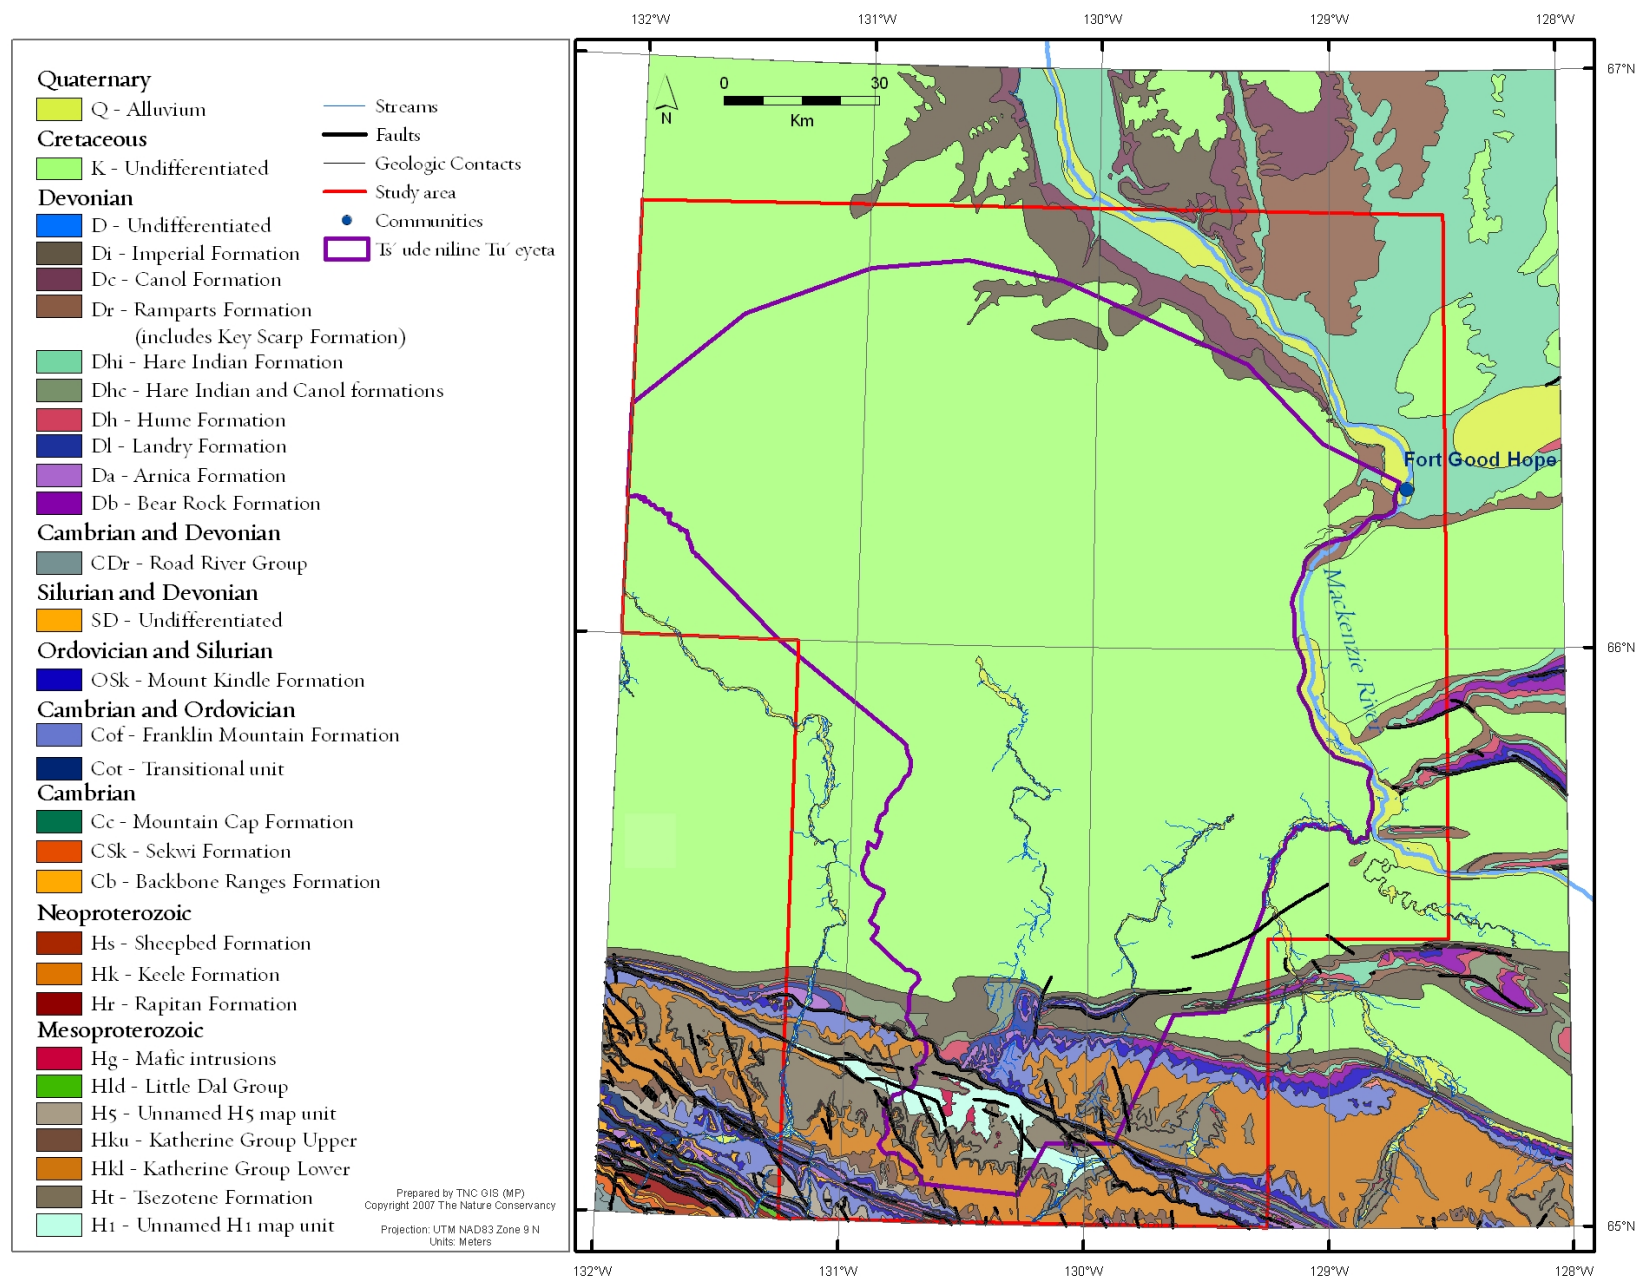 132°W 131°W 130°W 129°W 128°W
67°N
66°N
65°N
132°W 131°W 130°W 129°W 128°W
Quaternary
Q - Alluvium
Cretaceous
K - Undifferentiated
Devonian
D - Undifferentiated
Di - Imperial Formation
Dc - Canol Formation
Dr - Ramparts Formation
(includes Key Scarp Formation)
Dhi - Hare Indian Formation
Dhc - Hare Indian and Canol formations
Dh - Hume Formation
Dl - Landry Formation
Da - Arnica Formation
Db - Bear Rock Formation
Cambrian and Devonian
CDr - Road River Group
Silurian and Devonian
SD - Undifferentiated
Ordovician and Silurian
OSk - Mount Kindle Formation
Cambrian and Ordovician
Cof - Franklin Mountain Formation
Cot - Transitional unit
Cambrian
Cc - Mountain Cap Formation
CSk - Sekwi Formation
Cb - Backbone Ranges Formation
Neoproterozoic
Hs - Sheepbed Formation
Hk - Keele Formation
Hr - Rapitan Formation
Mesoproterozoic
Hg - Mafic intrusions
Hld - Little Dal Group
H5 - Unnamed H5 map unit
Hku - Katherine Group Upper
Hkl - Katherine Group Lower
Ht - Tsezotene Formation
H1 - Unnamed H1 map unit
Streams
Faults
Geologic Contacts
Study area
Communities
Ts´ ude niline Tu´ eyeta
Prepared by TNC GIS (MP)
Copyright 2007 The Nature Conservancy
Projection: UTM NAD83 Zone 9 N
Units: Meters
N
0 30
Km
Fort Good Hope
Mackenzie River